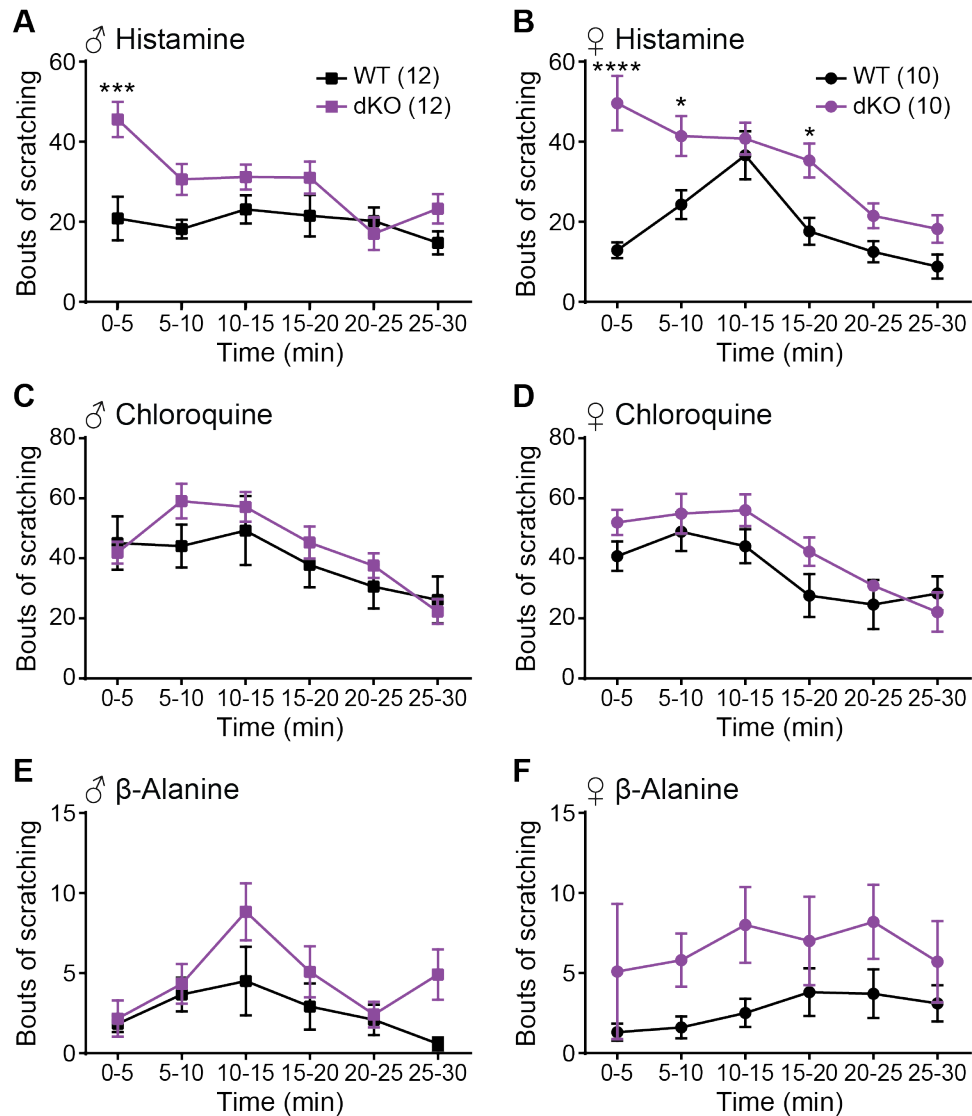 A ♂ Histamine
Bouts of scratching
60
40
20
0
***
WT (12)
dKO (12)
0-5 5-10 10-15 15-20 20-25 25-30
Time (min)
B ♀ Histamine
Bouts of scratching
60
40
20
0
****
*
*
WT (10)
dKO (10)
0-5 5-10 10-15 15-20 20-25 25-30
Time (min)
C ♂ Chloroquine
Bouts of scratching
80
60
40
20
0
0-5 5-10 10-15 15-20 20-25 25-30
Time (min)
D ♀ Chloroquine
Bouts of scratching
80
60
40
20
0
0-5 5-10 10-15 15-20 20-25 25-30
Time (min)
E ♂ β-Alanine
Bouts of scratching
15
10
5
0
0-5 5-10 10-15 15-20 20-25 25-30
Time (min)
F ♀ β-Alanine
Bouts of scratching
15
10
5
0
0-5 5-10 10-15 15-20 20-25 25-30
Time (min)